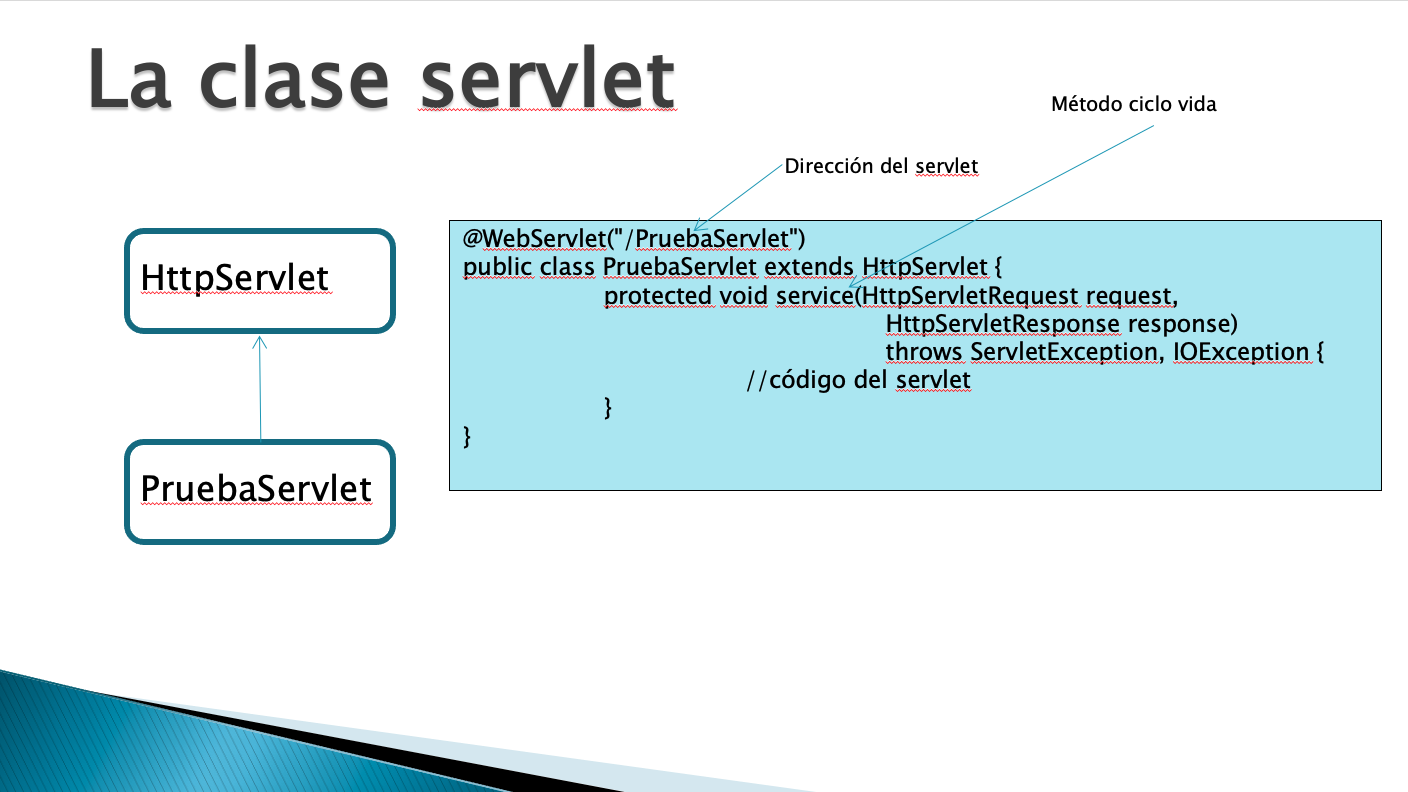 La clase servlet
Método ciclo vida
Dirección del servlet
HttpServlet
PruebaServlet
@WebServlet("/PruebaServlet")
public class PruebaServlet extends HttpServlet {
protected void service(HttpServletRequest request,
HttpServletResponse response)
throws ServletException, IOException {
//código del servlet
}
}